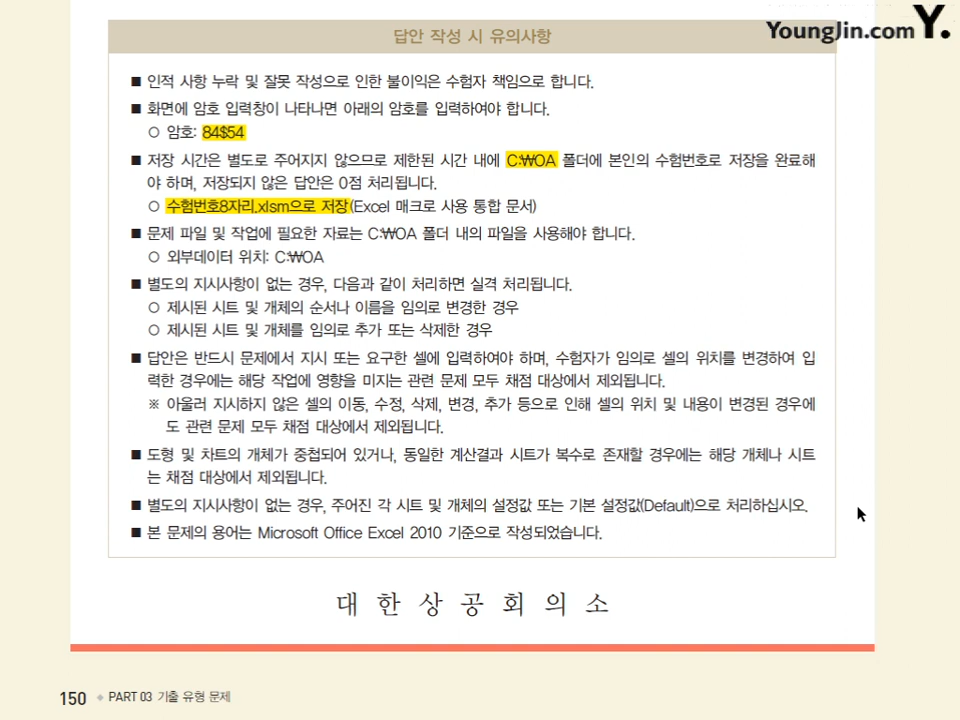 YoungJin.com Y.
답안 작성 시 유의사항
■ 인적 사항 누락 및 잘못 작성으로 인한 불이익은 수험자 책임으로 합니다.
■ 화면에 암호 입력창이 나타나면 아래의 암호를 입력하여야 합니다.
○ 암호: 84$54
■ 저장 시간은 별도로 주어지지 않으므로 제한된 시간 내에 C:₩OA 폴더에 본인의 수험번호로 저장을 완료해
야 하며, 저장되지 않은 답안은 0점 처리됩니다.
○ 수험번호8자리.xlsm으로 저장(Excel 매크로 사용 통합 문서)
■ 문제 파일 및 작업에 필요한 자료는 C:₩OA 폴더 내의 파일을 사용해야 합니다.
○ 외부데이터 위치: C:₩OA
■ 별도의 지시사항이 없는 경우, 다음과 같이 처리하면 실격 처리됩니다.
○ 제시된 시트 및 개체의 순서나 이름을 임의로 변경한 경우
○ 제시된 시트 및 개체를 임의로 추가 또는 삭제한 경우
■ 답안은 반드시 문제에서 지시 또는 요구한 셀에 입력하여야 하며, 수험자가 임의로 셀의 위치를 변경하여 입
력한 경우에는 해당 작업에 영향을 미치는 관련 문제 모두 채점 대상에서 제외됩니다.
※ 아울러 지시하지 않은 셀의 이동, 수정, 삭제, 변경, 추가 등으로 인해 셀의 위치 및 내용이 변경된 경우에
도 관련 문제 모두 채점 대상에서 제외됩니다.
■ 도형 및 차트의 개체가 중첩되어 있거나, 동일한 계산결과 시트가 복수로 존재할 경우에는 해당 개체나 시트
는 채점 대상에서 제외됩니다.
■ 별도의 지시사항이 없는 경우, 주어진 각 시트 및 개체의 설정값 또는 기본 설정값(Default)으로 처리하십시오.
■ 본 문제의 용어는 Microsoft Office Excel 2010 기준으로 작성되었습니다.
대 한 상 공 회 의 소
150 ◆ PART 03 기출 유형 문제